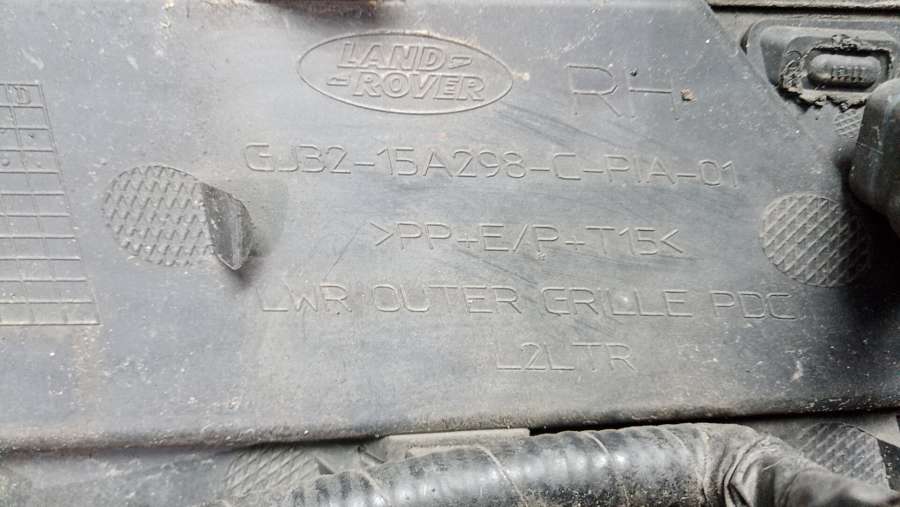 LAND
ROVER
RH
GJ32-15A298-C-PIA-01
>PP+E/P+T15<
LWR OUTER GRILLE PDC
L2LTR